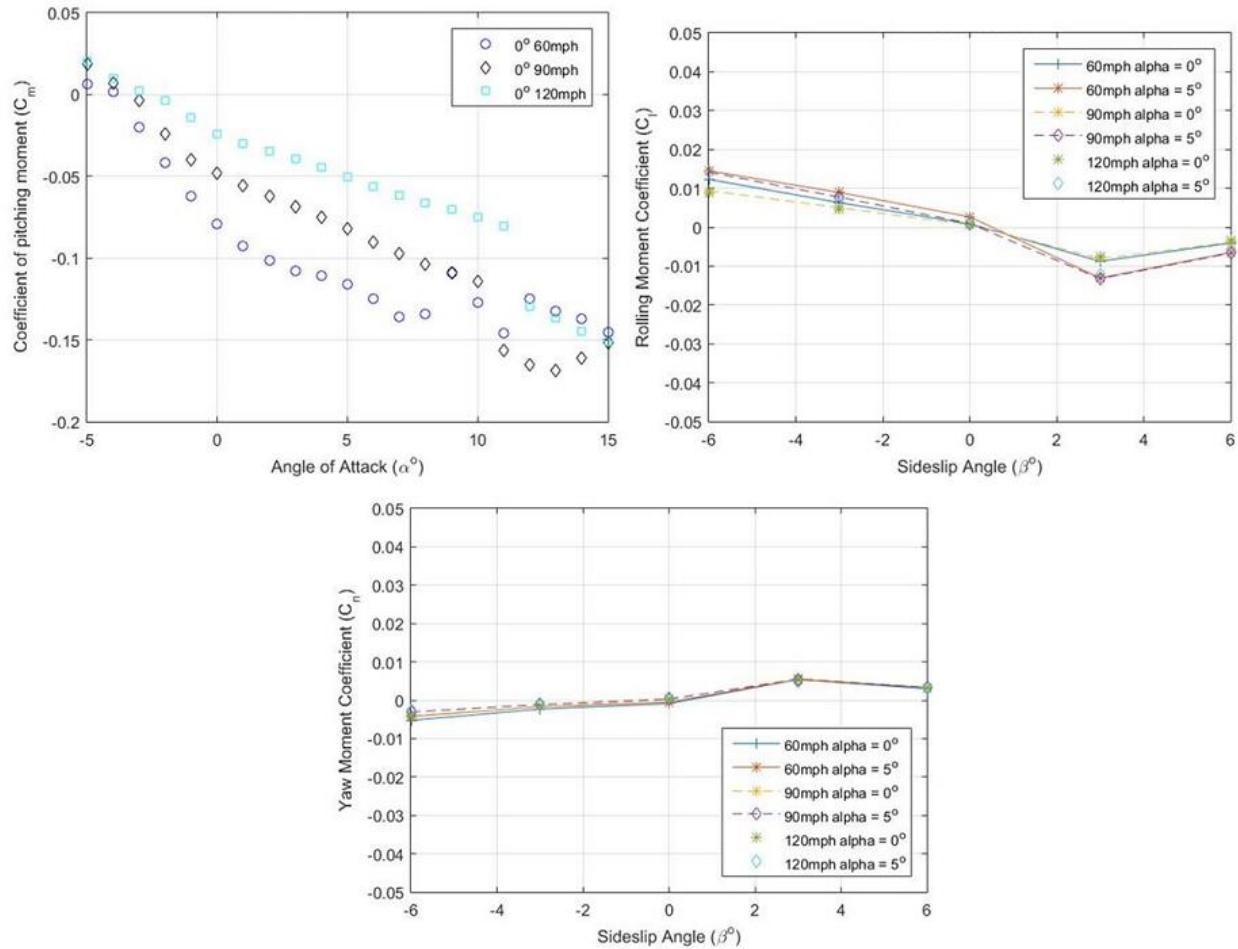 0.05
0
-0.05
-0.1
-0.15
-0.2
Coefficient of pitching moment (C_m)
0° 60mph
0° 90mph
0° 120mph
-5 0 5 10 15
Angle of Attack (α°)
0.05
0.04
0.03
0.02
0.01
0
-0.01
-0.02
-0.03
-0.04
-0.05
Rolling Moment Coefficient (C_l)
60mph alpha = 0°
60mph alpha = 5°
90mph alpha = 0°
90mph alpha = 5°
120mph alpha = 0°
120mph alpha = 5°
-6 -4 -2 0 2 4 6
Sideslip Angle (β°)
0.05
0.04
0.03
0.02
0.01
0
-0.01
-0.02
-0.03
-0.04
-0.05
Yaw Moment Coefficient (C_n)
60mph alpha = 0°
60mph alpha = 5°
90mph alpha = 0°
90mph alpha = 5°
120mph alpha = 0°
120mph alpha = 5°
-6 -4 -2 0 2 4 6
Sideslip Angle (β°)